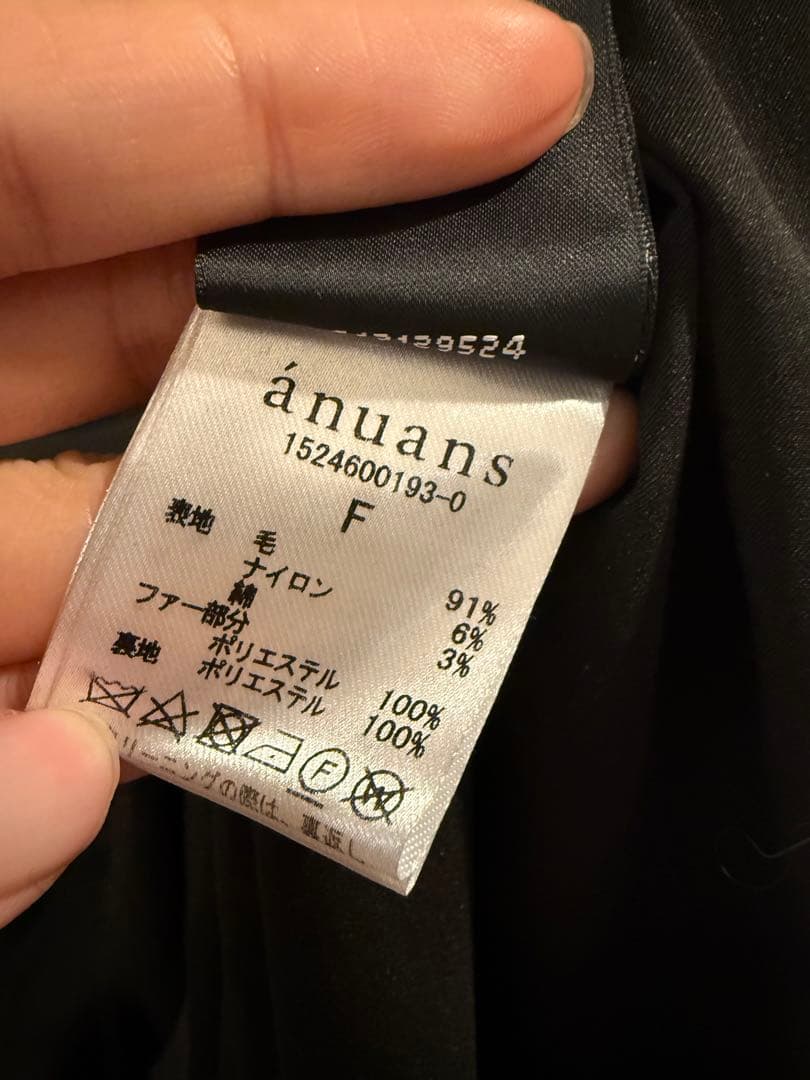 ánuans
1524600193-0
F
表地 毛 91%
ナイロン 6%
綿 3%
ファー部分 ポリエステル 100%
裏地 ポリエステル 100%
F
W
の際は、裏返し